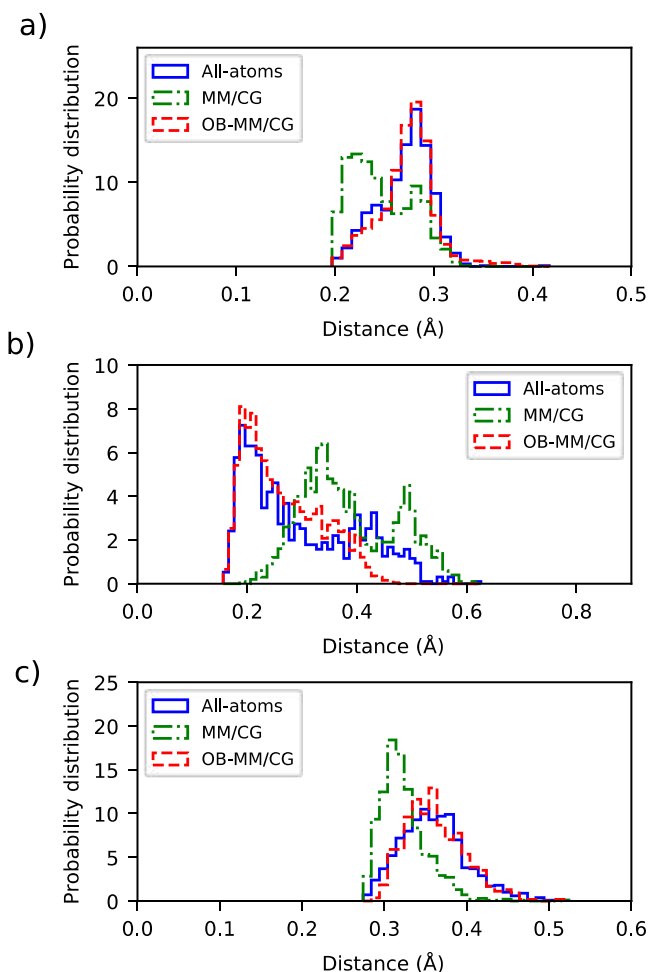 a)
Probability distribution
20
10
0
All-atoms
MM/CG
OB-MM/CG
0.0 0.1 0.2 0.3 0.4 0.5
Distance (Å)
b)
Probability distribution
10
8
6
4
2
0
All-atoms
MM/CG
OB-MM/CG
0.0 0.2 0.4 0.6 0.8
Distance (Å)
c)
Probability distribution
25
20
15
10
5
0
All-atoms
MM/CG
OB-MM/CG
0.0 0.1 0.2 0.3 0.4 0.5 0.6
Distance (Å)